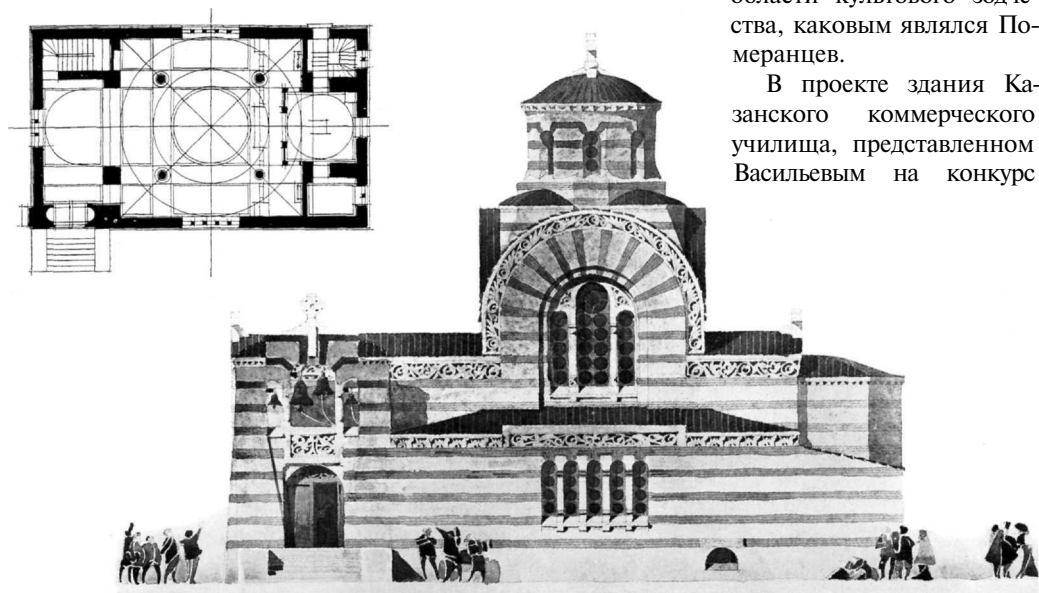 области культового зодче-
ства, каковым являлся По-
меранцев.
В проекте здания Ка-
занского коммерческого
училища, представленном
Васильевым на конкурс